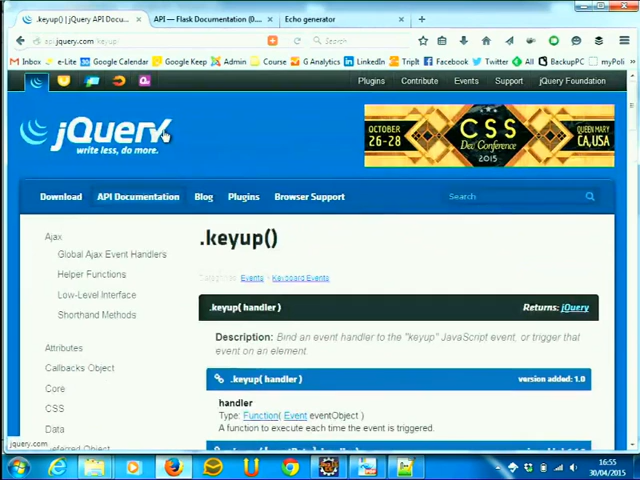 .keyup() | jQuery API Docu...
API — Flask Documentation (0....
Echo generator
api.jquery.com/keyup
Search
Inbox
e-Lite
Google Calendar
Google Keep
Admin
Course
G Analytics
LinkedIn
TripIt
Facebook
Twitter
All
BackupPC
myPoli
Plugins
Contribute
Events
Support
jQuery Foundation
jQuery
write less, do more.
OCTOBER
26-28
CSS
Dev Conference
2015
QUEEN MARY
CA, USA
Download
API Documentation
Blog
Plugins
Browser Support
Search
Ajax
Global Ajax Event Handlers
Helper Functions
Low-Level Interface
Shorthand Methods
Attributes
Callbacks Object
Core
CSS
Data
Deferred Object
.keyup()
Categories: Events > Keyboard Events
.keyup( handler )
Returns: jQuery
Description: Bind an event handler to the "keyup" JavaScript event, or trigger that
event on an element.
.keyup( handler )
version added: 1.0
handler
Type: Function( Event eventObject )
A function to execute each time the event is triggered.
jquery.com
16:55
30/04/2015